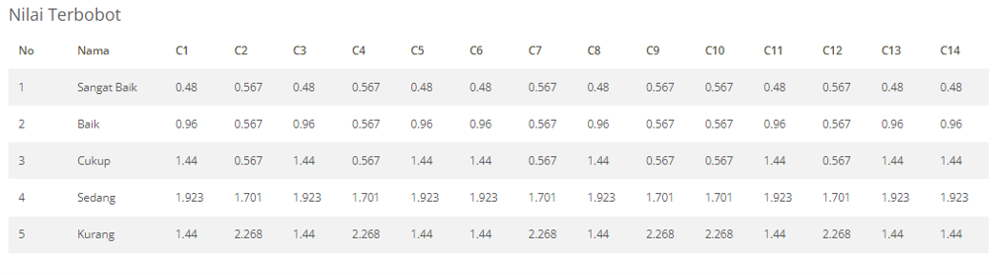 Nilai Terbobot
No Nama C1 C2 C3 C4 C5 C6 C7 C8 C9 C10 C11 C12 C13 C14
1 Sangat Baik 0.48 0.567 0.48 0.567 0.48 0.48 0.567 0.48 0.567 0.567 0.48 0.567 0.48 0.48
2 Baik 0.96 0.567 0.96 0.567 0.96 0.96 0.567 0.96 0.567 0.567 0.96 0.567 0.96 0.96
3 Cukup 1.44 0.567 1.44 0.567 1.44 1.44 0.567 1.44 0.567 0.567 1.44 0.567 1.44 1.44
4 Sedang 1.923 1.701 1.923 1.701 1.923 1.923 1.701 1.923 1.701 1.701 1.923 1.701 1.923 1.923
5 Kurang 1.44 2.268 1.44 2.268 1.44 1.44 2.268 1.44 2.268 2.268 1.44 2.268 1.44 1.44